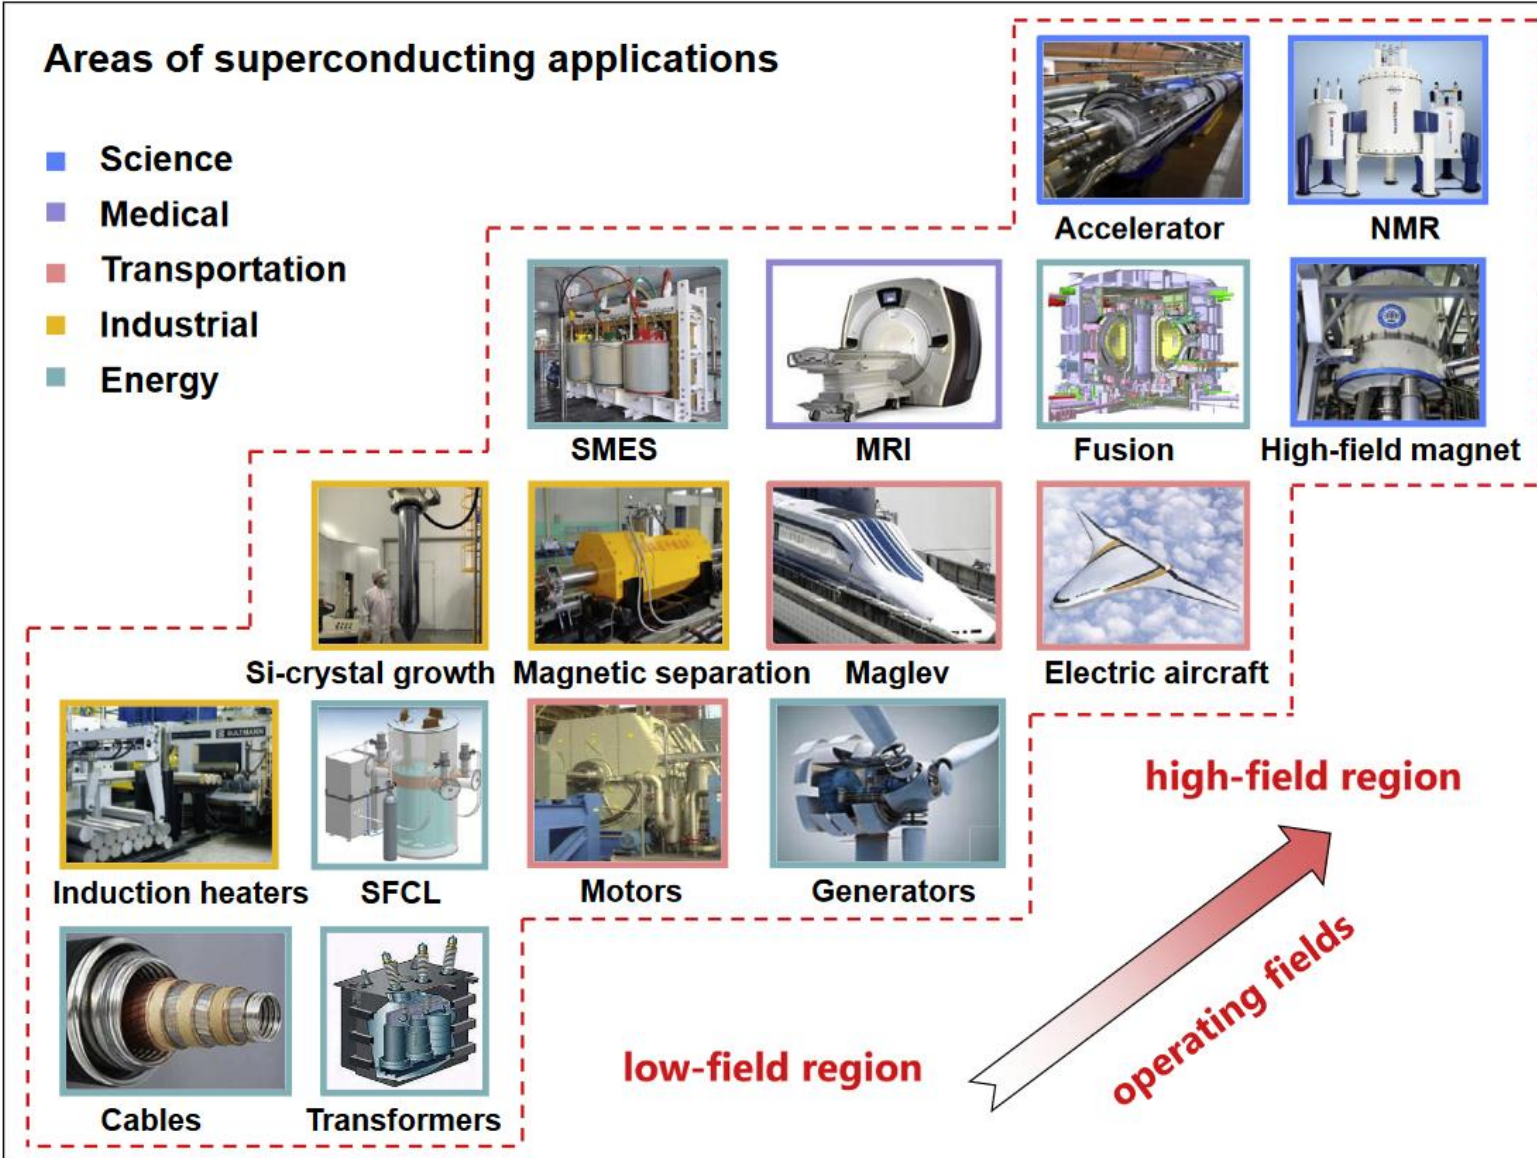 Areas of superconducting applications
Science
Medical
Transportation
Industrial
Energy
Accelerator
NMR
SMES
MRI
Fusion
High-field magnet
Si-crystal growth
Magnetic separation
Maglev
Electric aircraft
BULTMANN
Induction heaters
SFCL
Motors
Generators
high-field region
Cables
Transformers
low-field region
operating fields